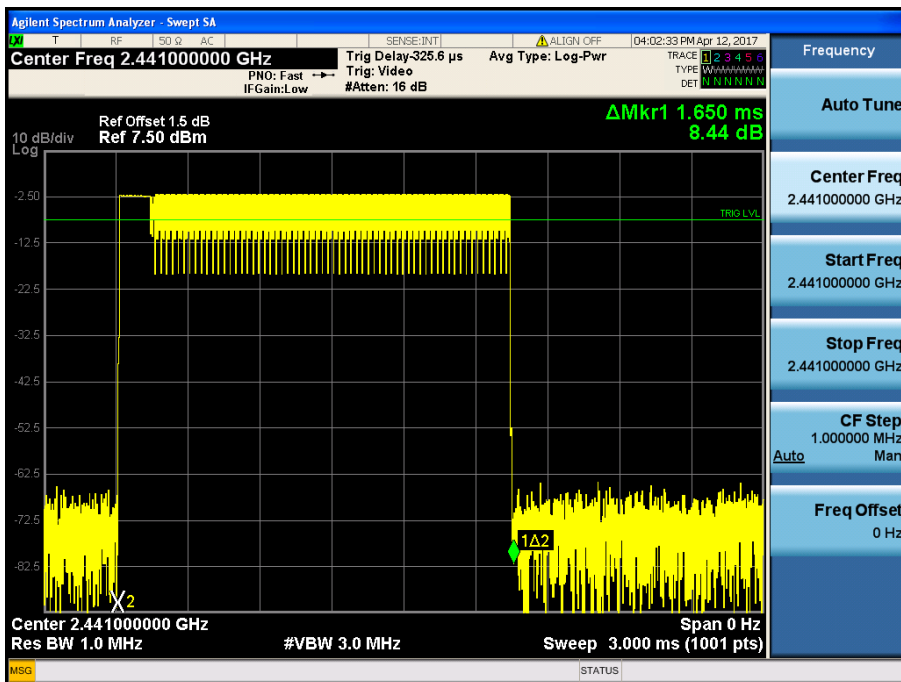 Agilent Spectrum Analyzer - Swept SA
LXI T RF 50 Ω AC SENSE:INT ALIGN OFF 04:02:33 PM Apr 12, 2017
Center Freq 2.441000000 GHz Trig Delay-325.6 µs Avg Type: Log-Pwr TRACE 1 2 3 4 5 6
PNO: Fast Trig: Video TYPE WWWWWW
IFGain:Low #Atten: 16 dB DET N N N N N N
ΔMkr1 1.650 ms
8.44 dB
Ref Offset 1.5 dB
10 dB/div Ref 7.50 dBm
Log
-2.50
TRIG LVL
-12.5
-22.5
-32.5
-42.5
-52.5
-62.5
-72.5
1Δ2
-82.5
2
Center 2.441000000 GHz Span 0 Hz
Res BW 1.0 MHz #VBW 3.0 MHz Sweep 3.000 ms (1001 pts)
MSG STATUS
Frequency
Auto Tune
Center Freq
2.441000000 GHz
Start Freq
2.441000000 GHz
Stop Freq
2.441000000 GHz
CF Step
1.000000 MHz
Auto Man
Freq Offset
0 Hz